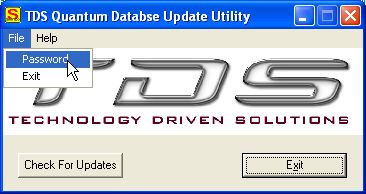 TDS Quantum Databse Update Utility
File Help
Password
Exit
TDS
TECHNOLOGY DRIVEN SOLUTIONS
Check For Updates Exit